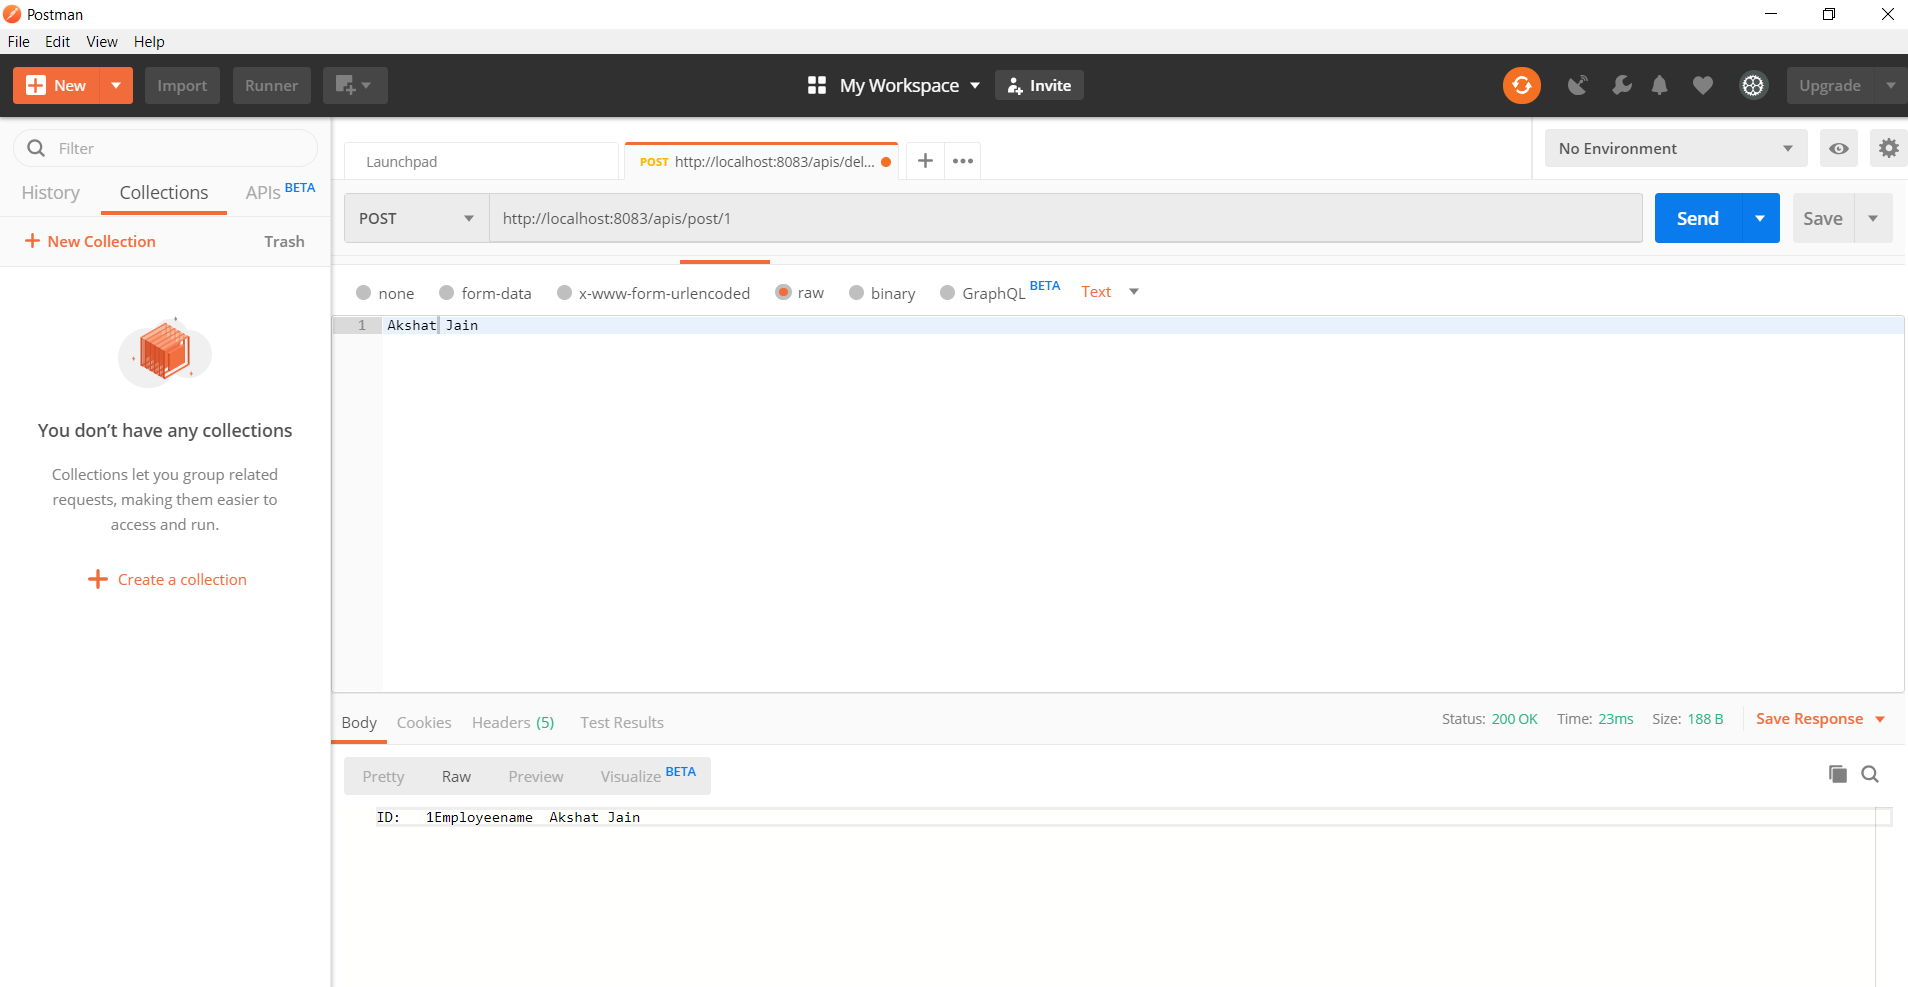 Postman
File Edit View Help
New Import Runner My Workspace Invite Upgrade
Filter
History Collections APIs BETA
New Collection Trash
You don’t have any collections
Collections let you group related
requests, making them easier to
access and run.
Create a collection
Launchpad POST http://localhost:8083/apis/del... No Environment
POST http://localhost:8083/apis/post/1 Send Save
none form-data x-www-form-urlencoded raw binary GraphQL BETA Text
1 Akshat Jain
Body Cookies Headers (5) Test Results Status: 200 OK Time: 23ms Size: 188 B Save Response
Pretty Raw Preview Visualize BETA
ID: 1Employeename Akshat Jain